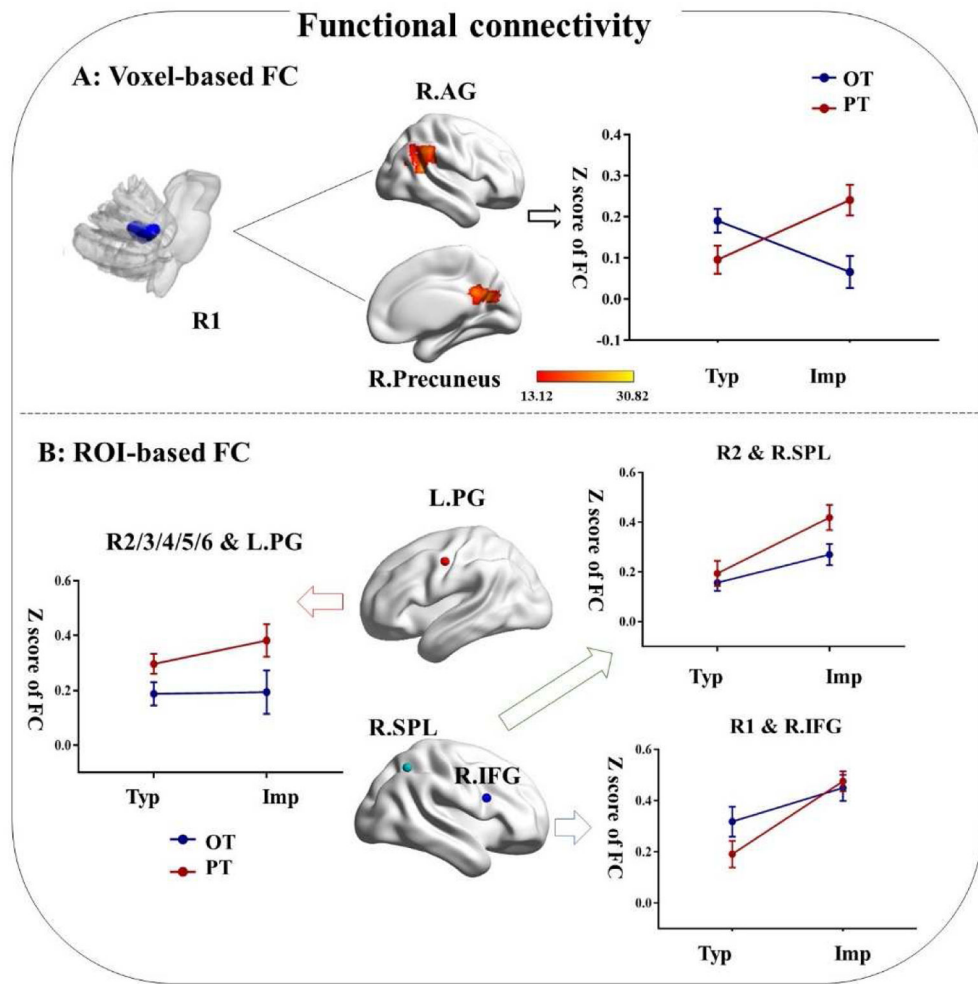 Functional connectivity
A: Voxel-based FC
R.AG
OT
PT
R1
R.Precuneus
13.12 30.82
Z score of FC
0.4
0.3
0.2
0.1
0.0
-0.1
Typ Imp
B: ROI-based FC
R2/3/4/5/6 & L.PG
Z score of FC
0.6
0.4
0.2
0.0
Typ Imp
OT
PT
L.PG
R.SPL
R.IFG
R2 & R.SPL
Z score of FC
0.6
0.4
0.2
0.0
Typ Imp
R1 & R.IFG
Z score of FC
0.6
0.4
0.2
0.0
Typ Imp